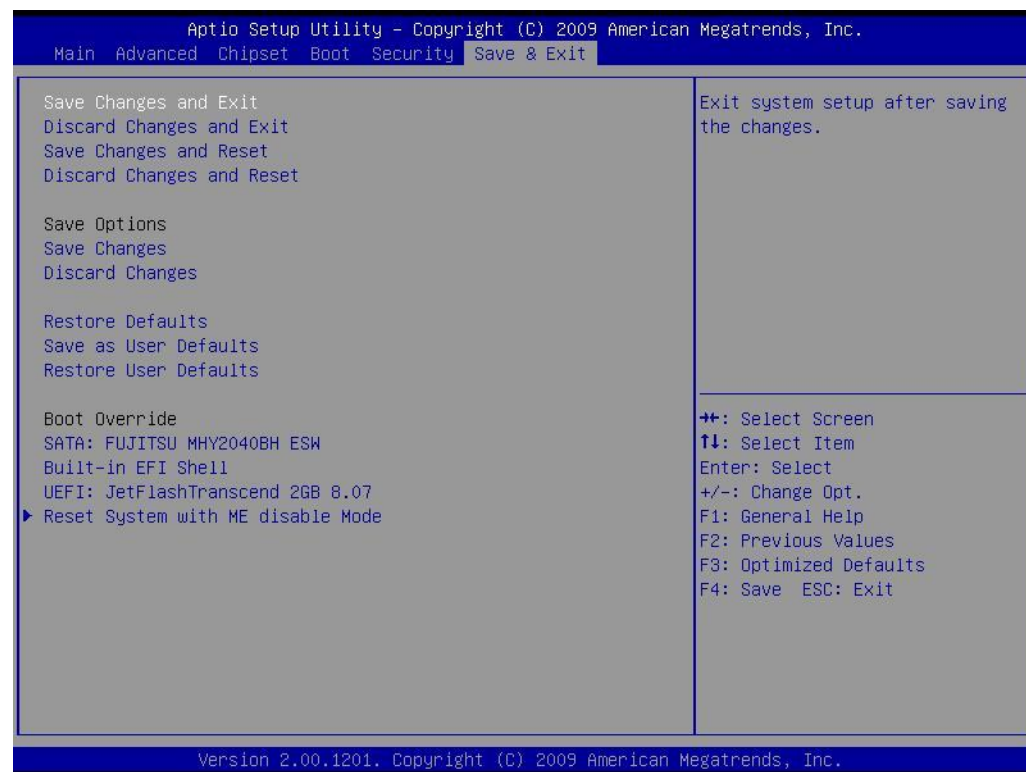 Aptio Setup Utility – Copyright (C) 2009 American Megatrends, Inc.
Main Advanced Chipset Boot Security Save & Exit
Save Changes and Exit
Discard Changes and Exit
Save Changes and Reset
Discard Changes and Reset
Save Options
Save Changes
Discard Changes
Restore Defaults
Save as User Defaults
Restore User Defaults
Boot Override
SATA: FUJITSU MHY2040BH ESW
Built-in EFI Shell
UEFI: JetFlashTranscend 2GB 8.07
Reset System with ME disable Mode
Exit system setup after saving
the changes.
→←: Select Screen
↑↓: Select Item
Enter: Select
+/-: Change Opt.
F1: General Help
F2: Previous Values
F3: Optimized Defaults
F4: Save ESC: Exit
Version 2.00.1201. Copyright (C) 2009 American Megatrends, Inc.